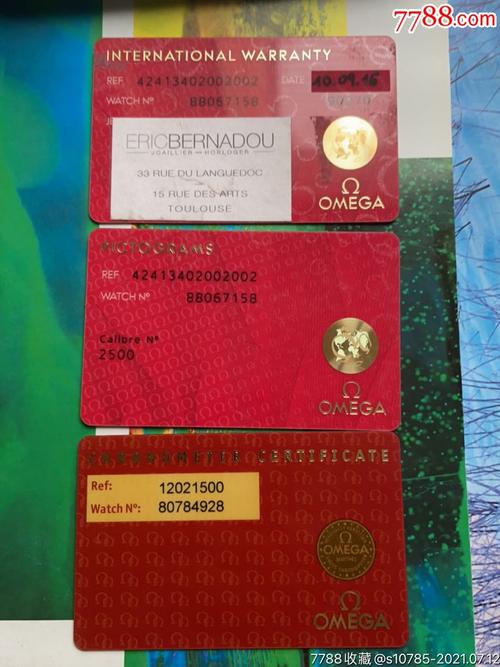 7788.com
INTERNATIONAL WARRANTY
REF. 42413402002002 DATE 10.09.16
WATCH Nº 88067158
ERICBERNADOU
JOAILLIER HORLOGER
33 RUE DU LANGUEDOC
15 RUE DES ARTS
TOULOUSE
Ω
OMEGA
PICTOGRAMS
REF. 42413402002002
WATCH Nº 88067158
Calibre Nº
2500
Ω
OMEGA
CHRONOMETER CERTIFICATE
Ref: 12021500
Watch Nº: 80784928
Ω
OMEGA
Ω
OMEGA
7788收藏@s10785-2021.0712